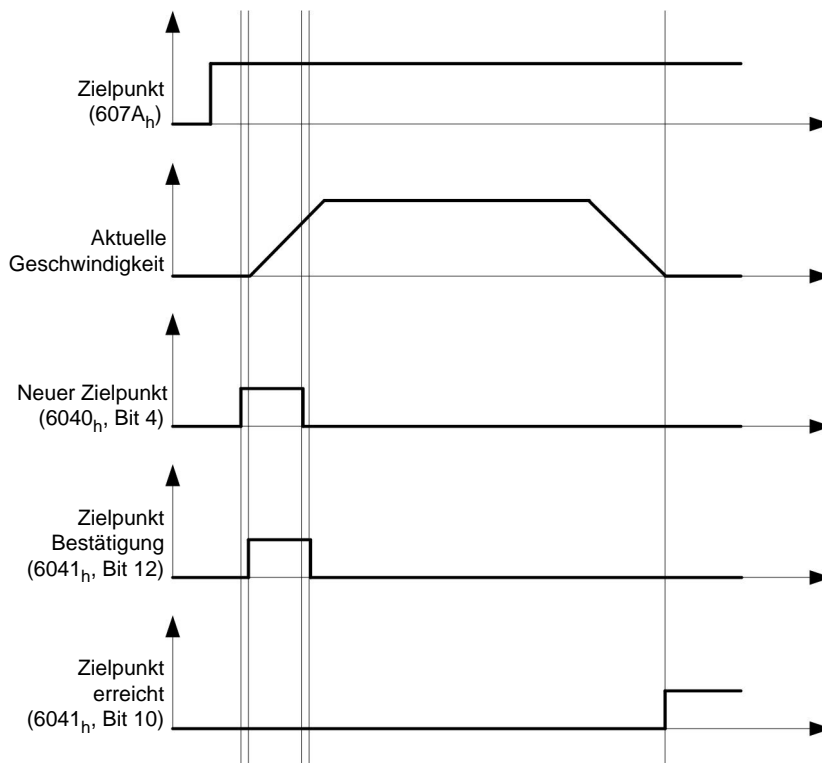 Zielpunkt
(607Aₕ)
Aktuelle
Geschwindigkeit
Neuer Zielpunkt
(6040ₕ, Bit 4)
Zielpunkt
Bestätigung
(6041ₕ, Bit 12)
Zielpunkt
erreicht
(6041ₕ, Bit 10)